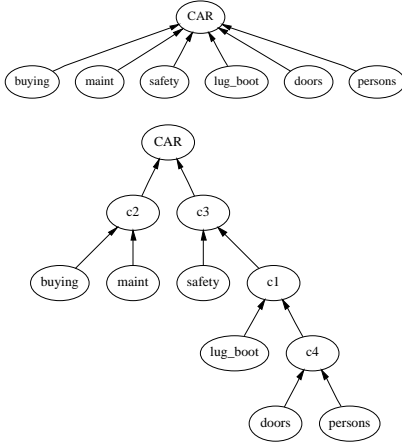 CAR
buying maint safety lug_boot doors persons
CAR
c2 c3
buying maint safety c1
lug_boot c4
doors persons